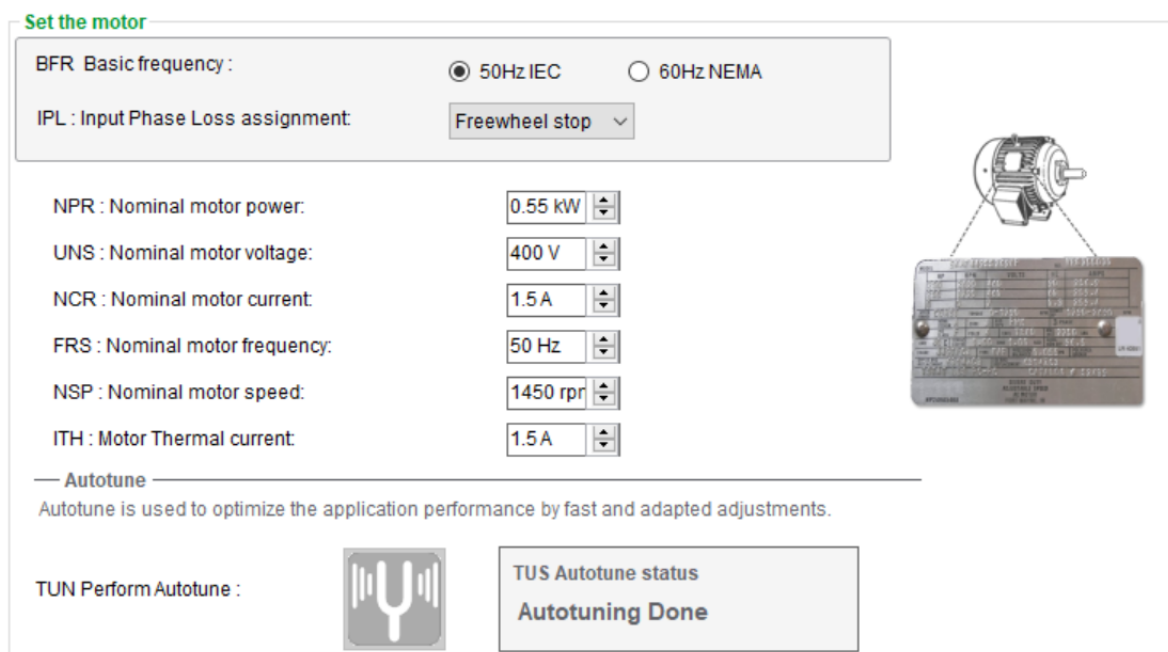 Set the motor
BFR Basic frequency :
50Hz IEC
60Hz NEMA
IPL : Input Phase Loss assignment:
Freewheel stop
NPR : Nominal motor power:
0.55 kW
UNS : Nominal motor voltage:
400 V
NCR : Nominal motor current:
1.5 A
FRS : Nominal motor frequency:
50 Hz
NSP : Nominal motor speed:
1450 rpr
ITH : Motor Thermal current:
1.5 A
Autotune
Autotune is used to optimize the application performance by fast and adapted adjustments.
TUN Perform Autotune :
TUS Autotune status
Autotuning Done
HP
VOLTS
AMPS